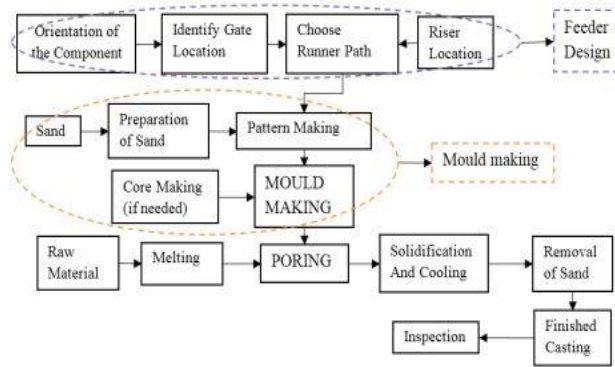 Orientation of
the Component
Identify Gate
Location
Choose
Runner Path
Riser
Location
Feeder
Design
Sand
Preparation
of Sand
Pattern Making
Mould making
Core Making
(if needed)
MOULD
MAKING
Raw
Material
Melting
PORING
Solidification
And Cooling
Removal
of Sand
Inspection
Finished
Casting